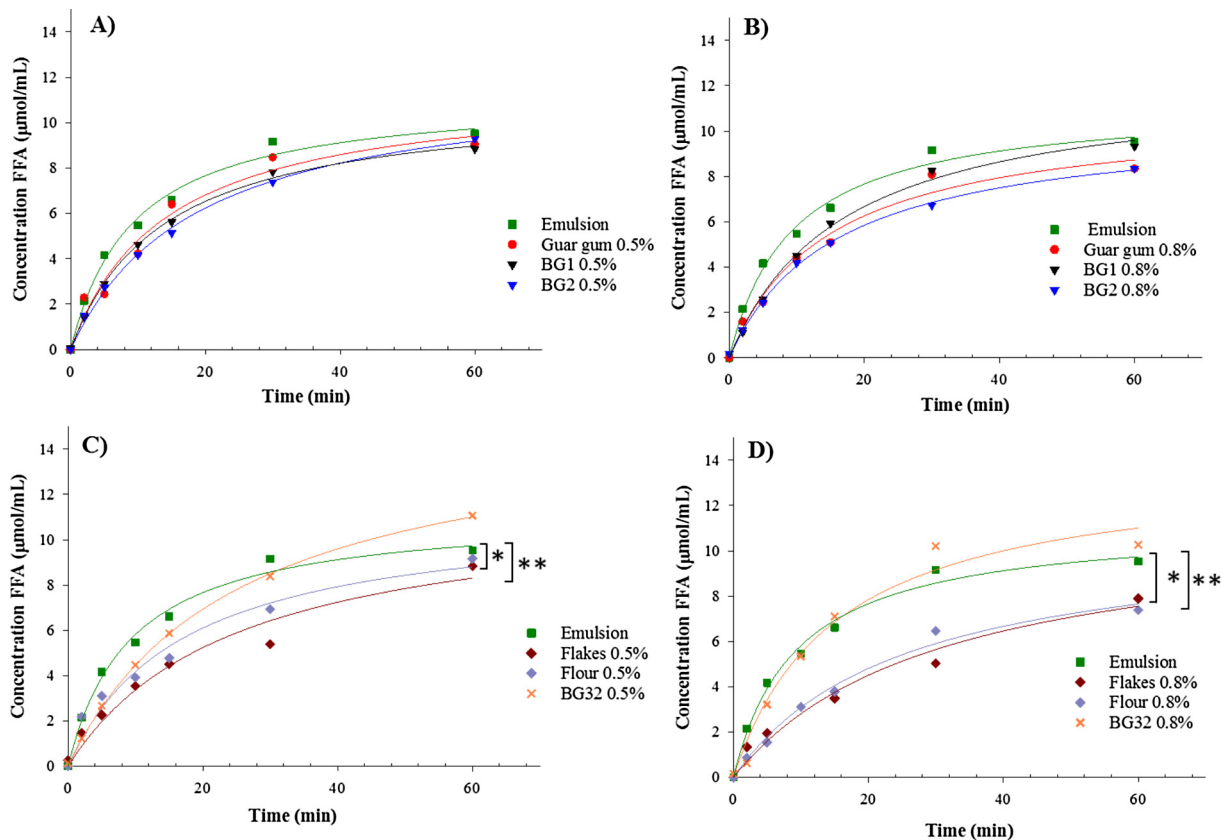 A)
Concentration FFA (µmol/mL)
14
12
10
8
6
4
2
0
Emulsion
Guar gum 0.5%
BG1 0.5%
BG2 0.5%
0 20 40 60
Time (min)
B)
Concentration FFA (µmol/mL)
14
12
10
8
6
4
2
0
Emulsion
Guar gum 0.8%
BG1 0.8%
BG2 0.8%
0 20 40 60
Time (min)
C)
Concentration FFA (µmol/mL)
14
12
10
8
6
4
2
0
* **
Emulsion
Flakes 0.5%
Flour 0.5%
BG32 0.5%
0 20 40 60
Time (min)
D)
Concentration FFA (µmol/mL)
14
12
10
8
6
4
2
0
* **
Emulsion
Flakes 0.8%
Flour 0.8%
BG32 0.8%
0 20 40 60
Time (min)